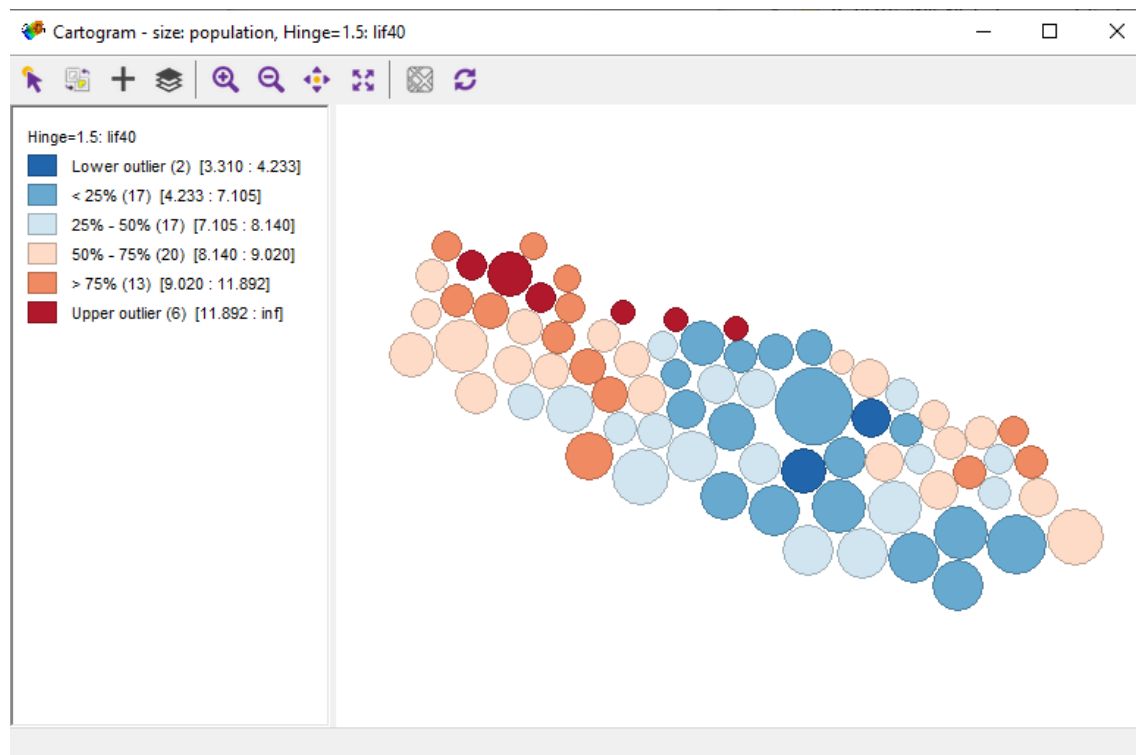 Cartogram - size: population, Hinge=1.5: lif40
Hinge=1.5: lif40
Lower outlier (2) [3.310 : 4.233]
< 25% (17) [4.233 : 7.105]
25% - 50% (17) [7.105 : 8.140]
50% - 75% (20) [8.140 : 9.020]
> 75% (13) [9.020 : 11.892]
Upper outlier (6) [11.892 : inf]